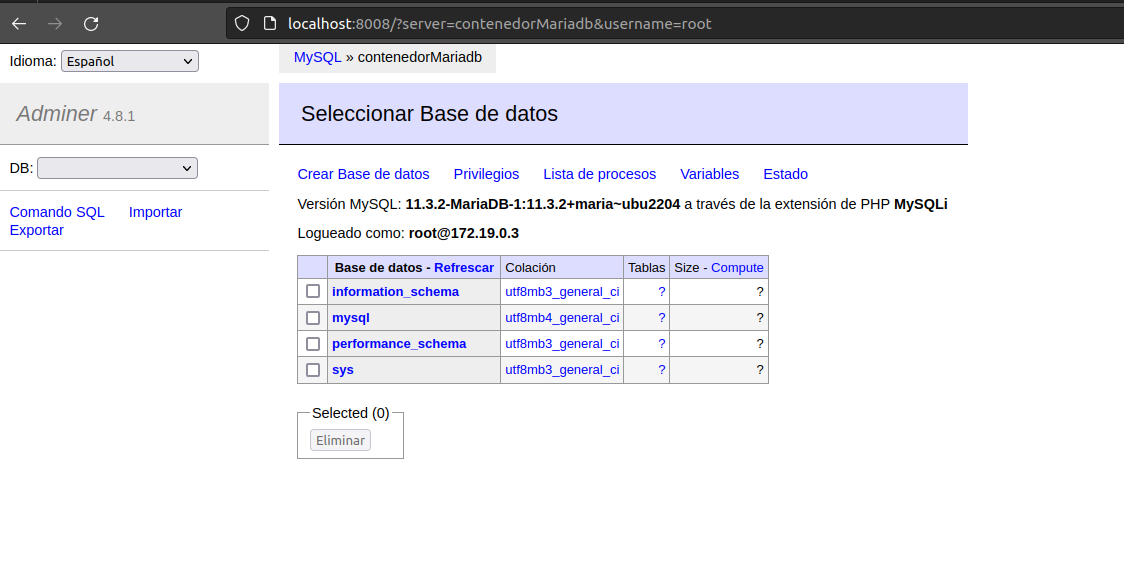 localhost:8008/?server=contenedorMariadb&username=root
Idioma: Español
MySQL » contenedorMariadb
Adminer 4.8.1
Seleccionar Base de datos
DB:
Crear Base de datos Privilegios Lista de procesos Variables Estado
Versión MySQL: 11.3.2-MariaDB-1:11.3.2+maria~ubu2204 a través de la extensión de PHP MySQLi
Comando SQL Importar
Exportar
Logueado como: root@172.19.0.3
Base de datos - Refrescar Colación Tablas Size - Compute
information_schema utf8mb3_general_ci ? ?
mysql utf8mb4_general_ci ? ?
performance_schema utf8mb3_general_ci ? ?
sys utf8mb3_general_ci ? ?
Selected (0)
Eliminar